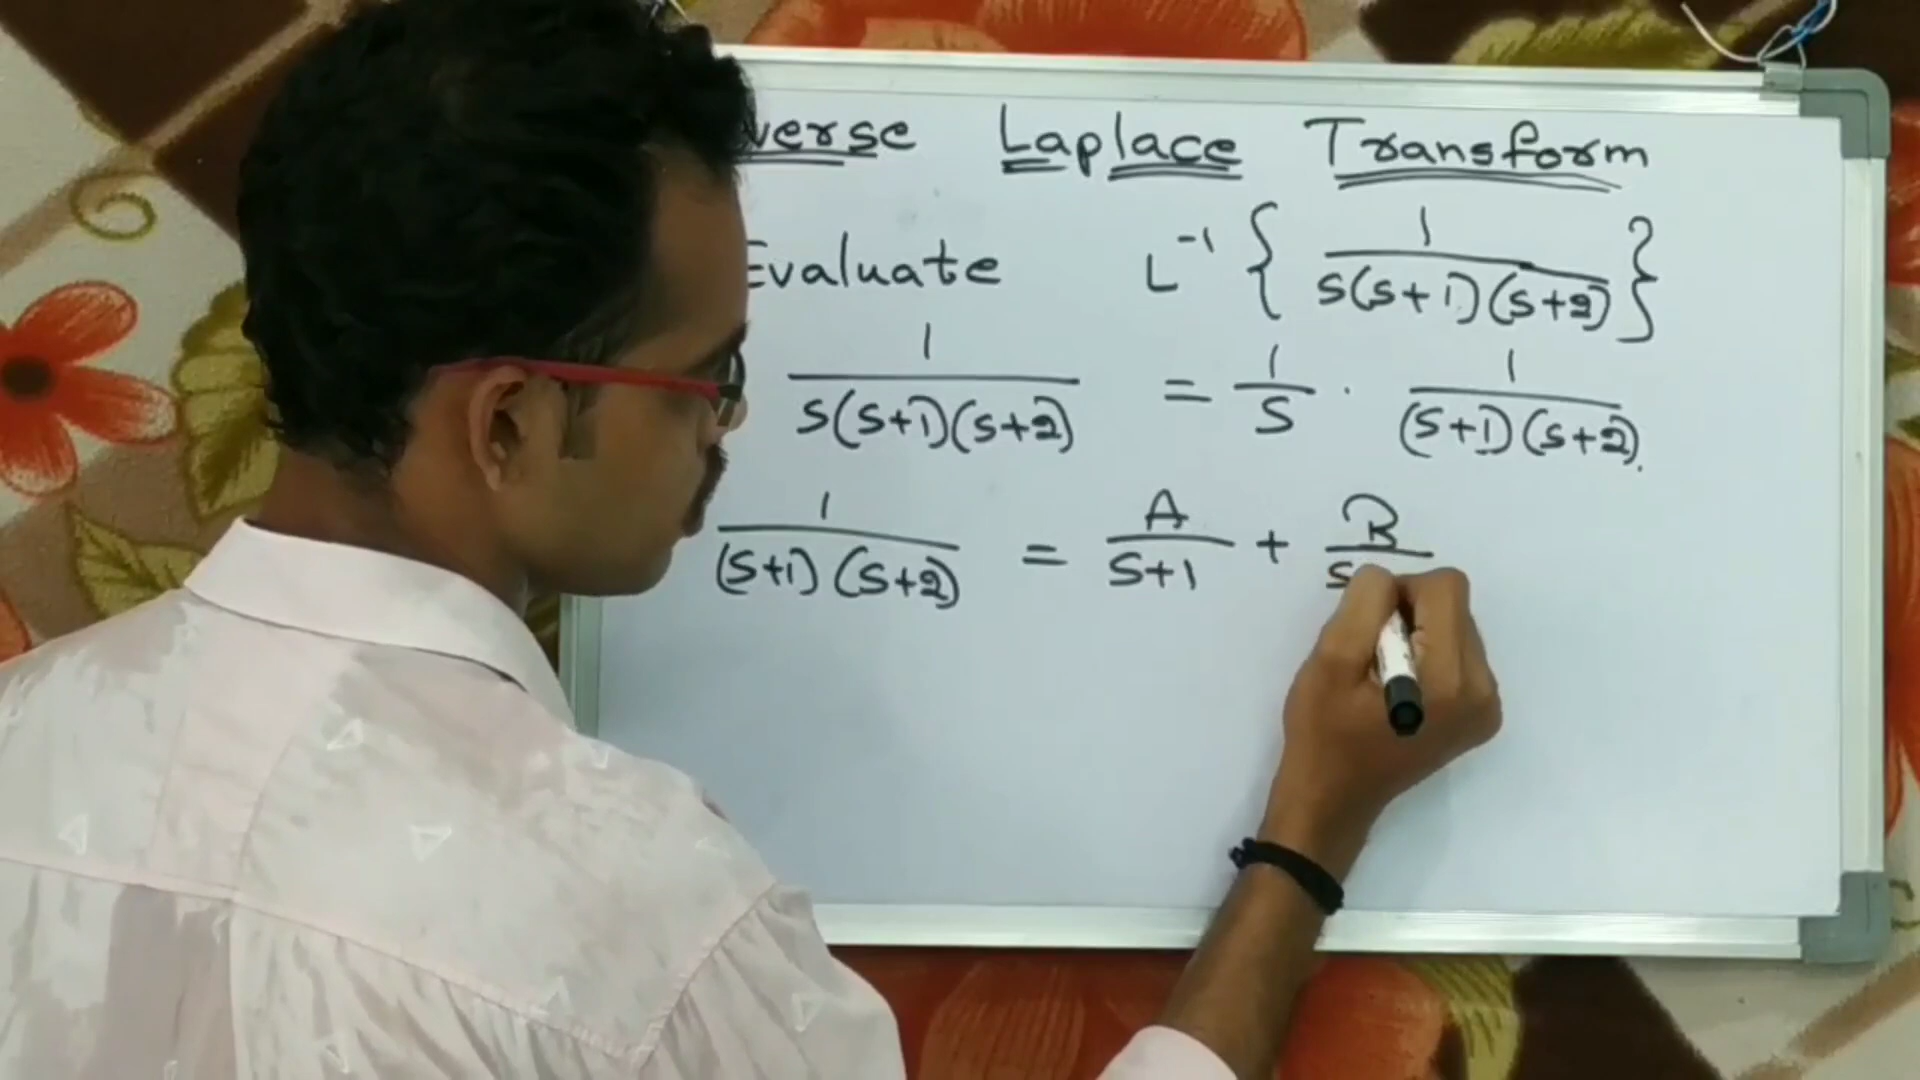 verse Laplace Transform
Evaluate L⁻¹ { 1 / s(s+1)(s+2) }
1 / s(s+1)(s+2) = 1/s · 1 / (s+1)(s+2)
1 / (s+1)(s+2) = A / s+1 + B / s